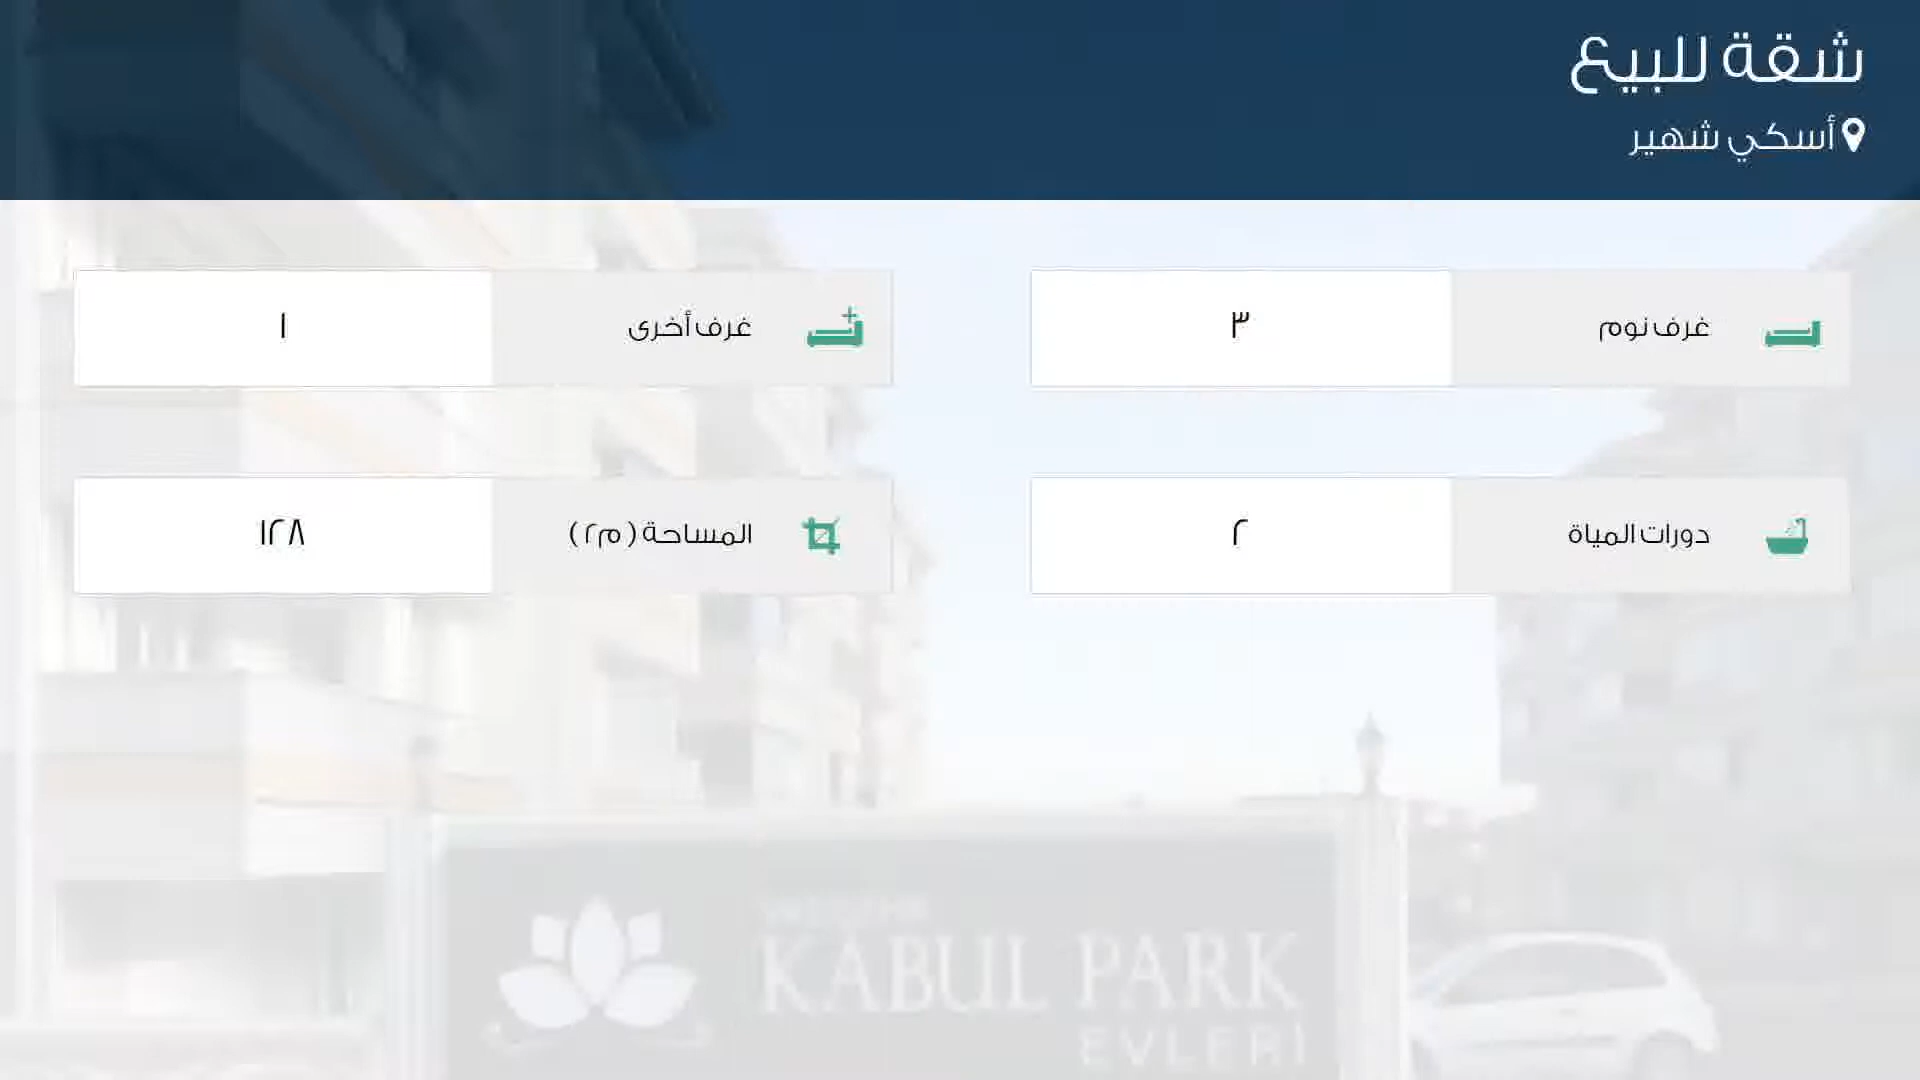 شقة للبيع
أسكي شهير
غرف نوم
٣
غرف أخرى
١
دورات المياة
٢
المساحة (م٢)
١٢٨
KABUL PARK
EVLERİ